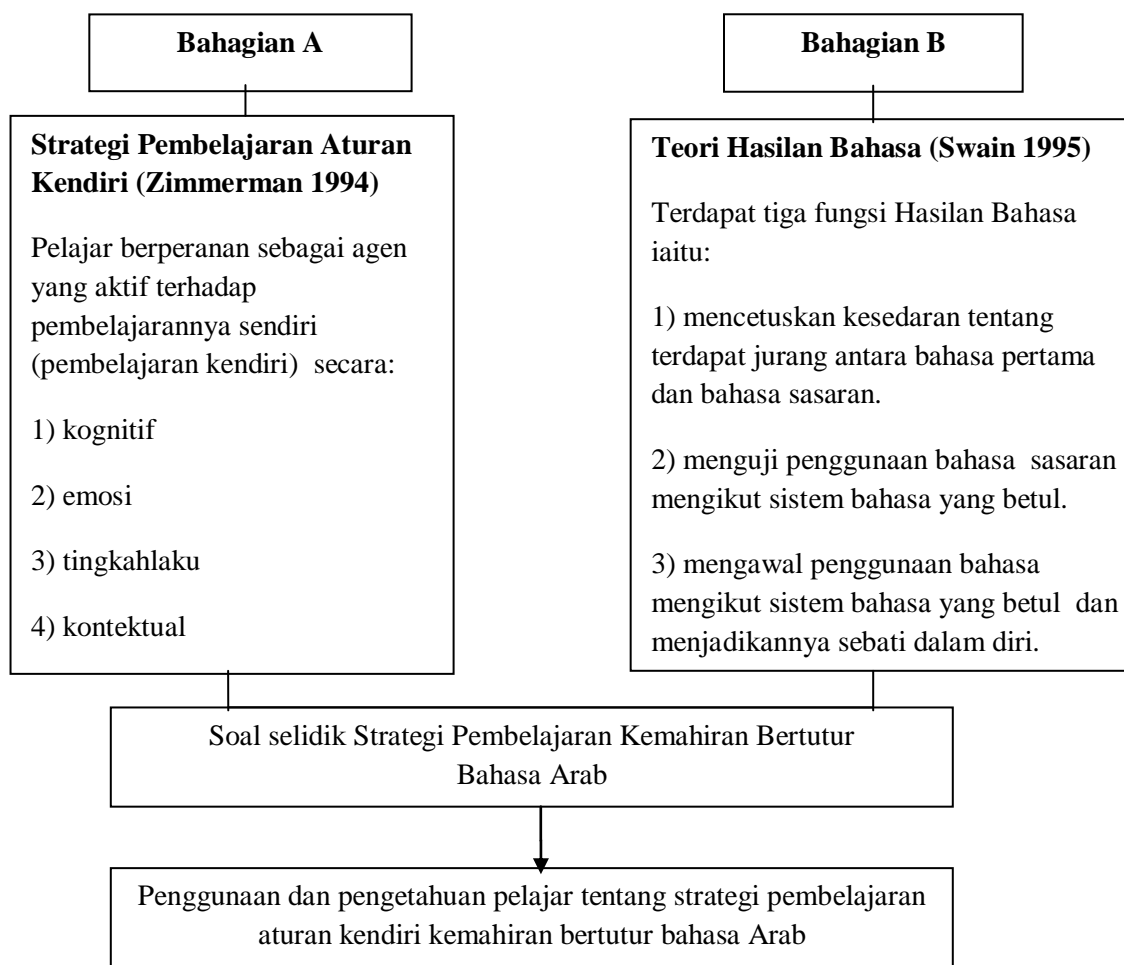 Bahagian A
Strategi Pembelajaran Aturan
Kendiri (Zimmerman 1994)
Pelajar berperanan sebagai agen
yang aktif terhadap
pembelajarannya sendiri
(pembelajaran kendiri) secara:
1) kognitif
2) emosi
3) tingkahlaku
4) kontektual
Bahagian B
Teori Hasilan Bahasa (Swain 1995)
Terdapat tiga fungsi Hasilan Bahasa
iaitu:
1) mencetuskan kesedaran tentang
terdapat jurang antara bahasa pertama
dan bahasa sasaran.
2) menguji penggunaan bahasa sasaran
mengikut sistem bahasa yang betul.
3) mengawal penggunaan bahasa
mengikut sistem bahasa yang betul dan
menjadikannya sebati dalam diri.
Soal selidik Strategi Pembelajaran Kemahiran Bertutur
Bahasa Arab
Penggunaan dan pengetahuan pelajar tentang strategi pembelajaran
aturan kendiri kemahiran bertutur bahasa Arab